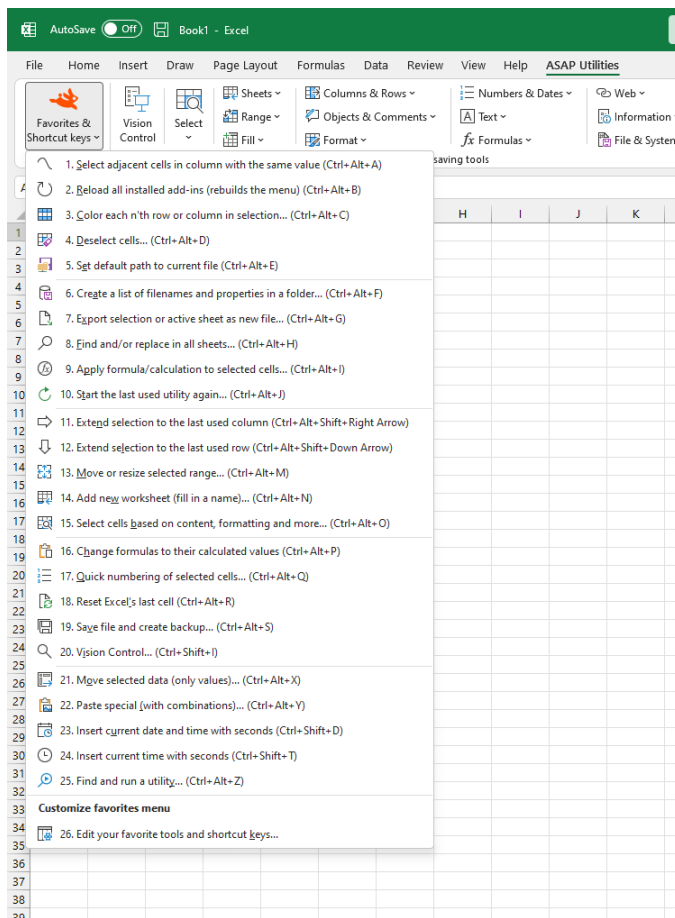 AutoSave Off Book1 - Excel
File Home Insert Draw Page Layout Formulas Data Review View Help ASAP Utilities
Favorites &
Shortcut keys
Vision
Control
Select
Sheets
Range
Fill
Columns & Rows
Objects & Comments
Format
Numbers & Dates
Text
Formulas
Web
Information
File &
saving tools
1. Select adjacent cells in column with the same value (Ctrl+Alt+A)
2. Reload all installed add-ins (rebuilds the menu) (Ctrl+Alt+B)
3. Color each n'th row or column in selection... (Ctrl+Alt+C)
4. Deselect cells... (Ctrl+Alt+D)
5. Set default path to current file (Ctrl+Alt+E)
6. Create a list of filenames and properties in a folder... (Ctrl+Alt+F)
7. Export selection or active sheet as new file... (Ctrl+Alt+G)
8. Find and/or replace in all sheets... (Ctrl+Alt+H)
9. Apply formula/calculation to selected cells... (Ctrl+Alt+I)
10. Start the last used utility again... (Ctrl+Alt+J)
11. Extend selection to the last used column (Ctrl+Alt+Shift+Right Arrow)
12. Extend selection to the last used row (Ctrl+Alt+Shift+Down Arrow)
13. Move or resize selected range... (Ctrl+Alt+M)
14. Add new worksheet (fill in a name)... (Ctrl+Alt+N)
15. Select cells based on content, formatting and more... (Ctrl+Alt+O)
16. Change formulas to their calculated values (Ctrl+Alt+P)
17. Quick numbering of selected cells... (Ctrl+Alt+Q)
18. Reset Excel's last cell (Ctrl+Alt+R)
19. Save file and create backup... (Ctrl+Alt+S)
20. Vision Control... (Ctrl+Shift+I)
21. Move selected data (only values)... (Ctrl+Alt+X)
22. Paste special (with combinations)... (Ctrl+Alt+Y)
23. Insert current date and time with seconds (Ctrl+Shift+D)
24. Insert current time with seconds (Ctrl+Shift+T)
25. Find and run a utility... (Ctrl+Alt+Z)
Customize favorites menu
26. Edit your favorite tools and shortcut keys...
H I J K
1
2
3
4
5
6
7
8
9
10
11
12
13
14
15
16
17
18
19
20
21
22
23
24
25
26
27
28
29
30
31
32
33
34
35
36
37
38
39